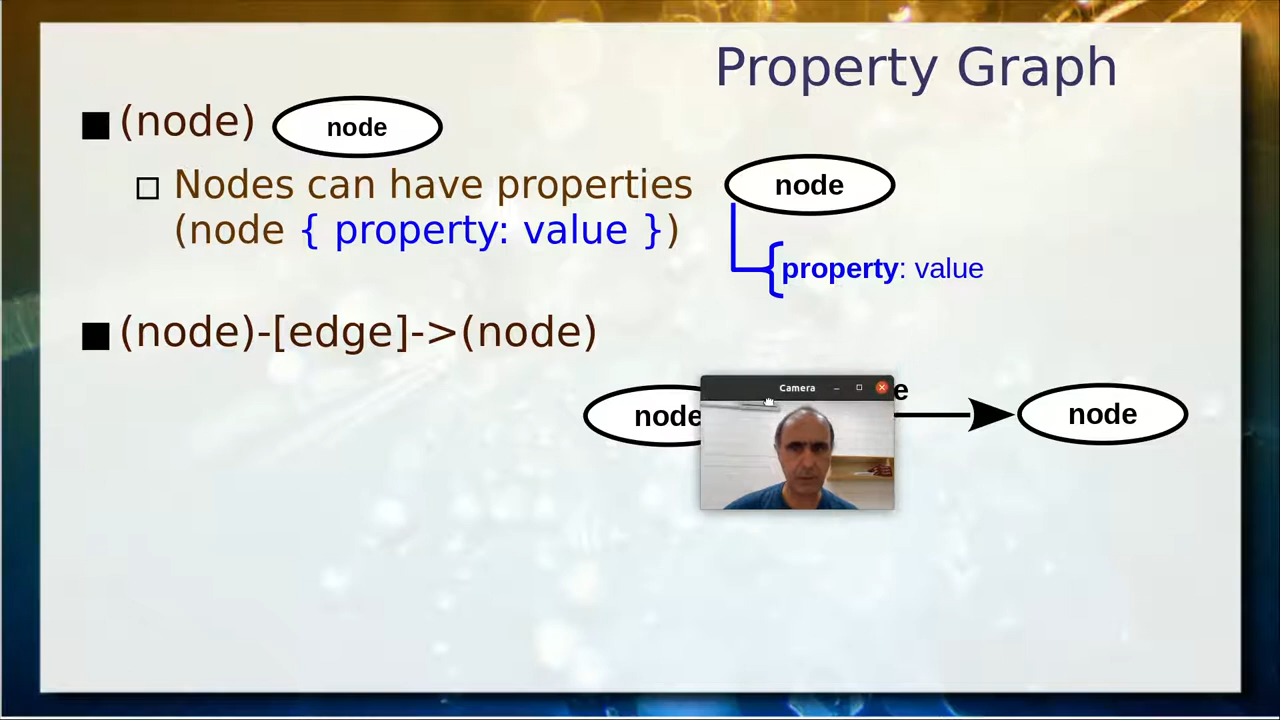 Property Graph
(node)
node
Nodes can have properties
(node { property: value })
node
property: value
(node)-[edge]->(node)
node
Camera
node